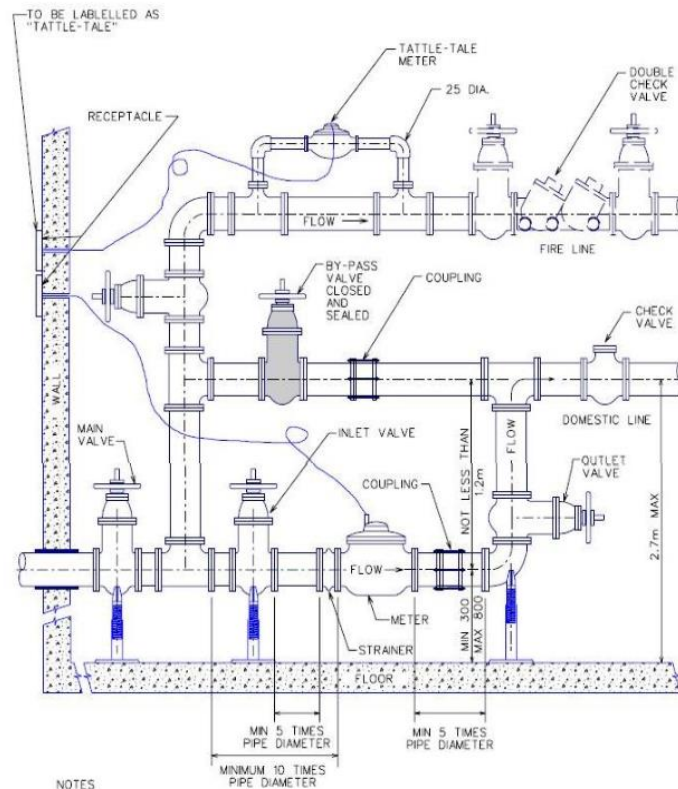 TO BE LABLELLED AS
"TATTLE-TALE"
TATTLE-TALE
METER
25 DIA.
DOUBLE
CHECK
VALVE
RECEPTACLE
FLOW
FIRE LINE
BY-PASS
VALVE
CLOSED
AND
SEALED
COUPLING
CHECK
VALVE
WALL
MAIN
VALVE
INLET VALVE
DOMESTIC LINE
FLOW
NOT LESS THAN
1.2m
OUTLET
VALVE
COUPLING
2.7m MAX
FLOW
METER
STRAINER
MIN 300
MAX 800
FLOOR
MIN 5 TIMES
PIPE DIAMETER
MIN 5 TIMES
PIPE DIAMETER
MINIMUM 10 TIMES
PIPE DIAMETER
NOTES